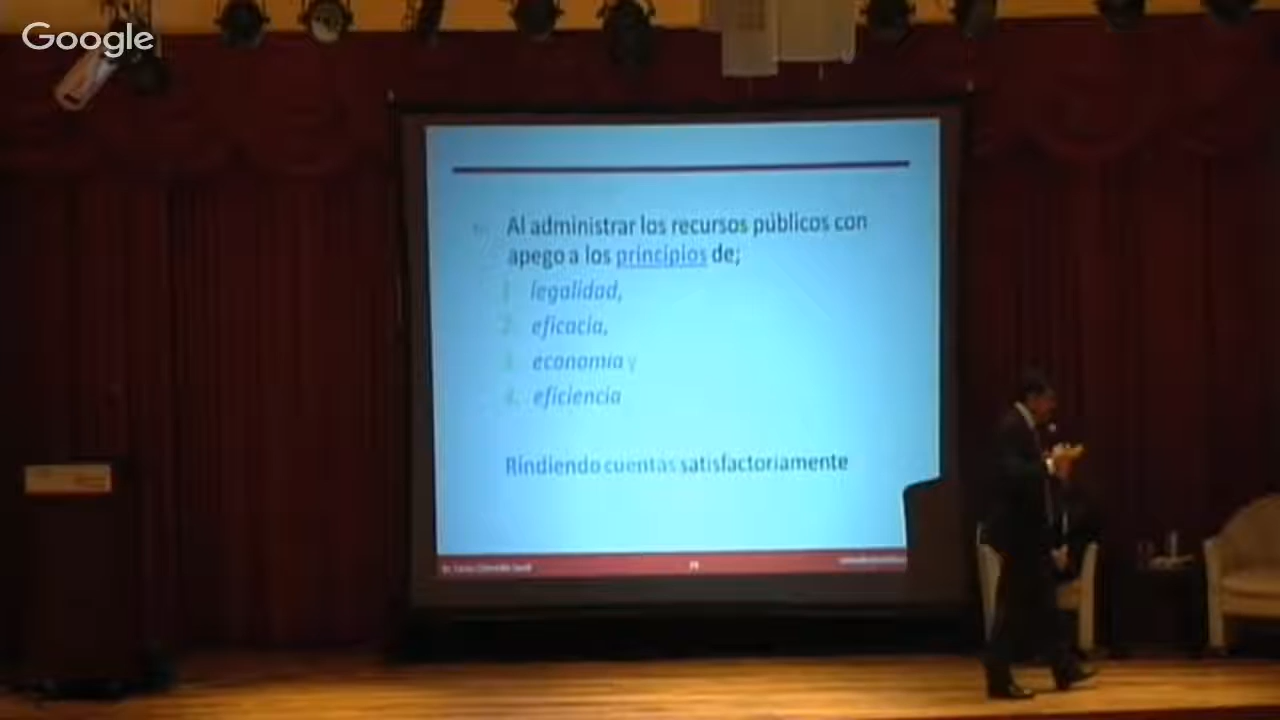 Google
Al administrar los recursos públicos con
apego a los principios de;
1. legalidad,
2. eficacia,
3. economía y
4. eficiencia
Rindiendo cuentas satisfactoriamente